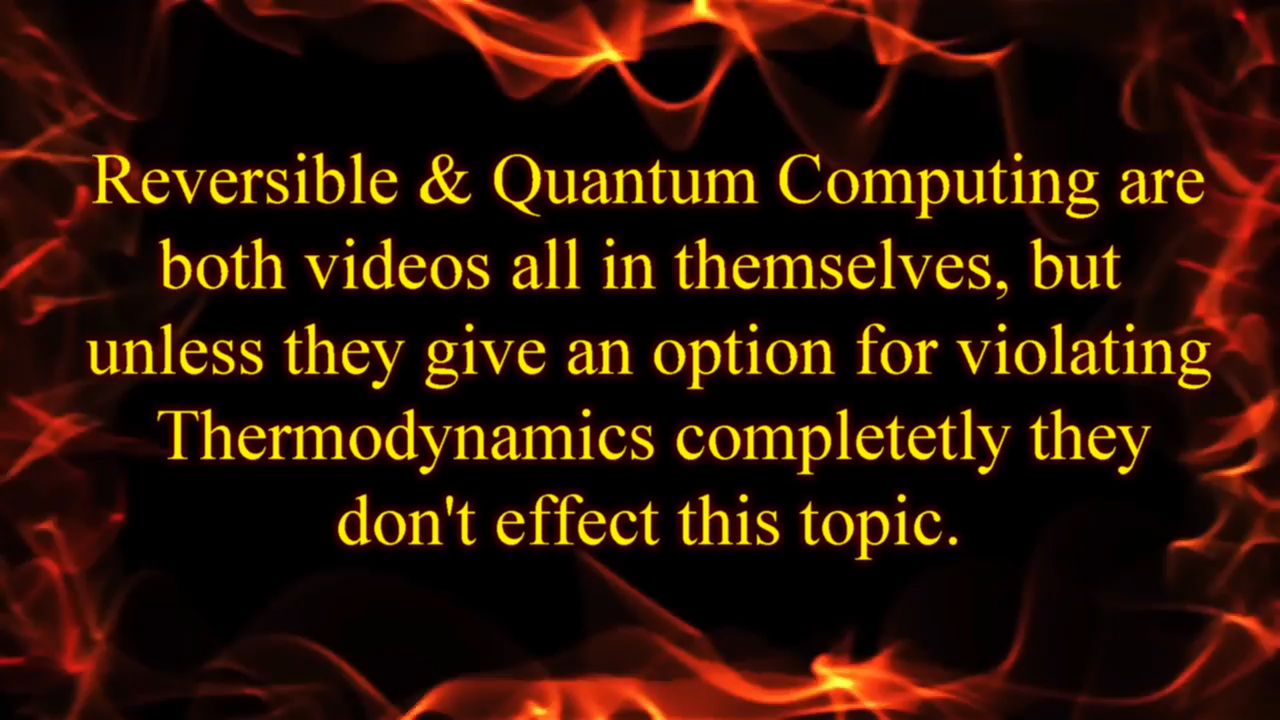 Reversible & Quantum Computing are
both videos all in themselves, but
unless they give an option for violating
Thermodynamics completetly they
don't effect this topic.